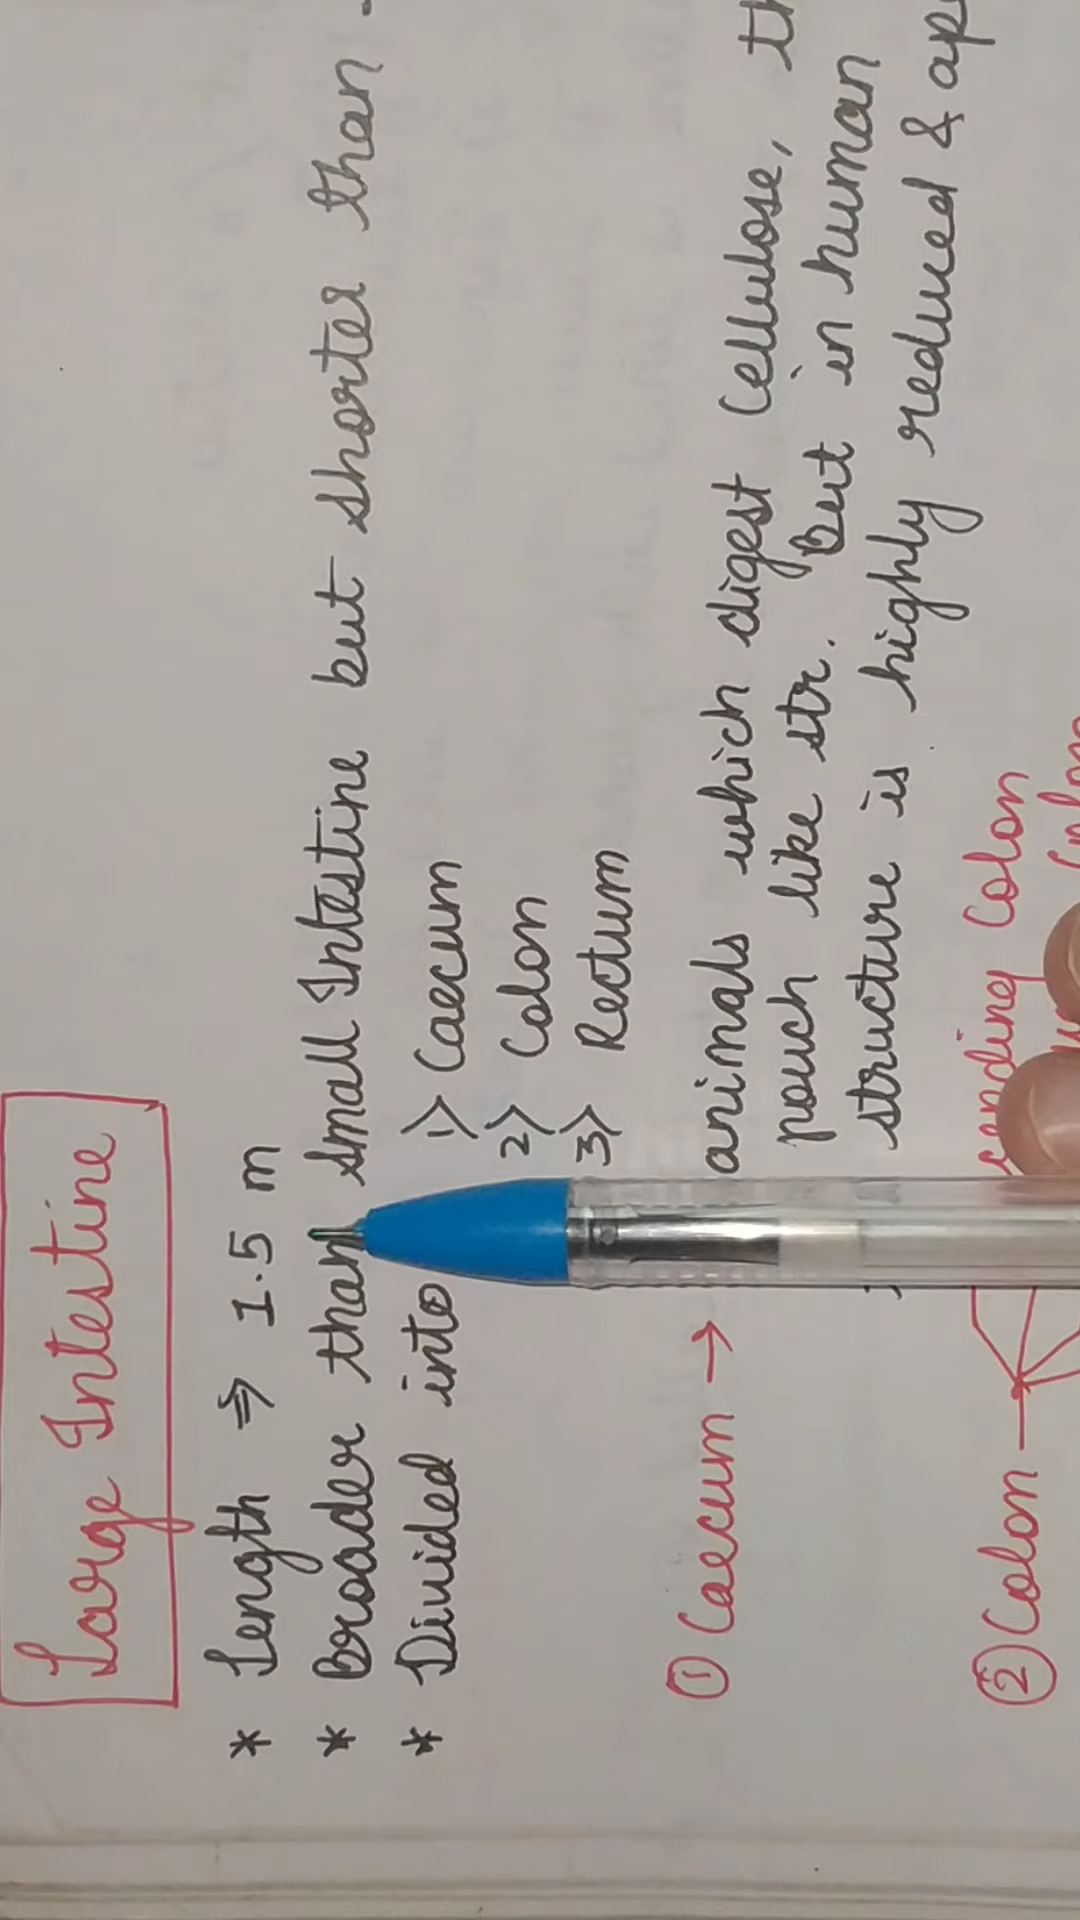 Large Intestine
* Length ⇒ 1.5 m
* Broader than Small Intestine but shorter than
* Divided into 1> Caecum
2> Colon
3> Rectum
① Caecum → animals which digest cellulose,
pouch like str. But in human
structure is highly reduced &
② Colon cending Colon
Colon